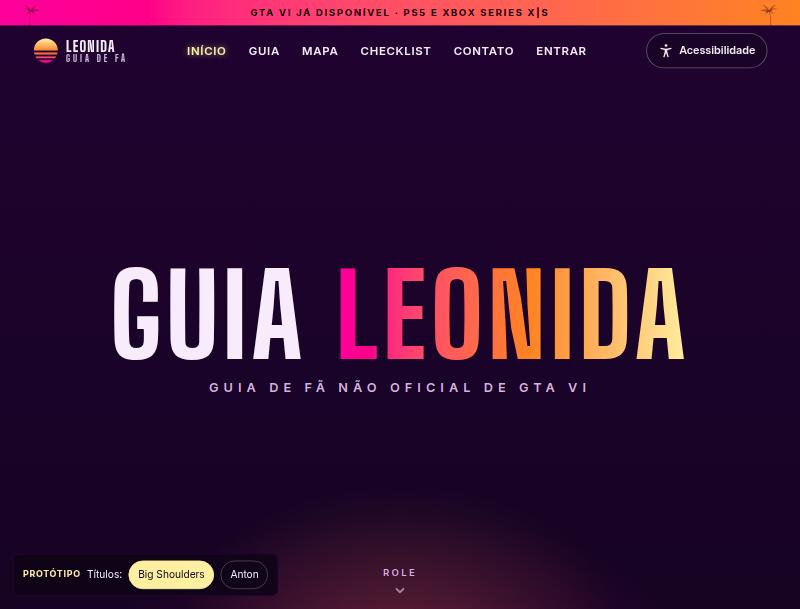 GTA VI JÁ DISPONÍVEL · PS5 E XBOX SERIES X|S
LEONIDA
GUIA DE FÃ
INÍCIO GUIA MAPA CHECKLIST CONTATO ENTRAR
Acessibilidade
GUIA LEONIDA
GUIA DE FÃ NÃO OFICIAL DE GTA VI
ROLE
PROTÓTIPO Títulos: Big Shoulders Anton